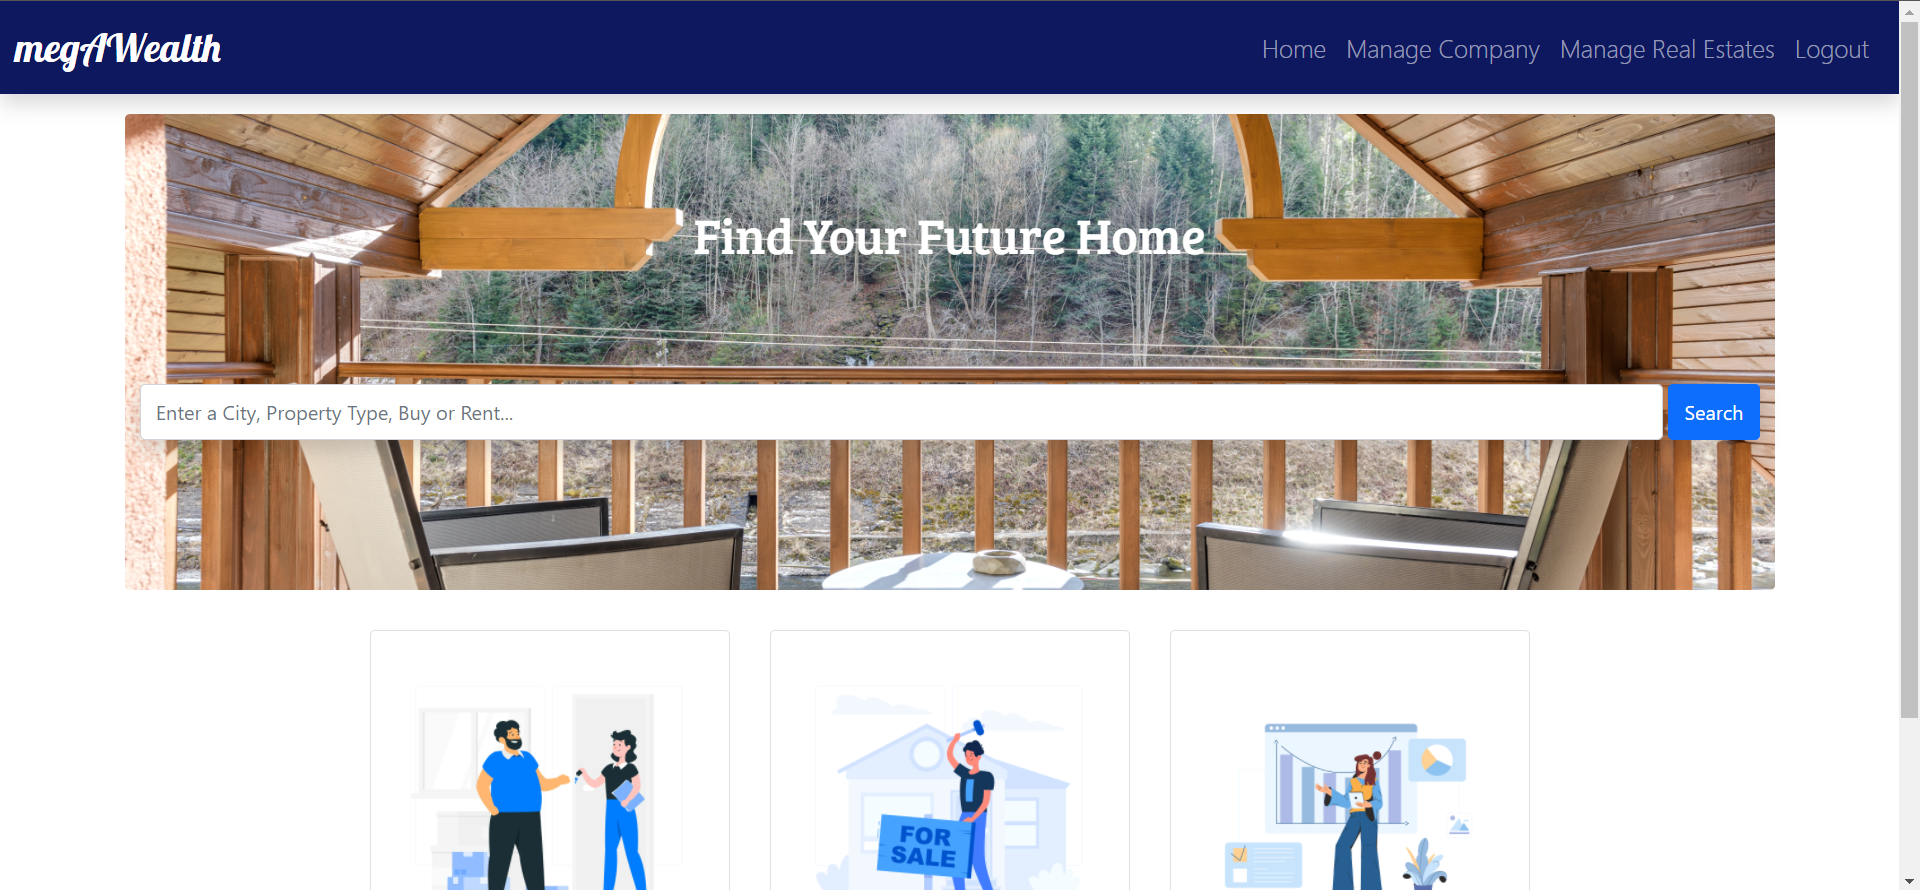 megAWealth
Home Manage Company Manage Real Estates Logout
Find Your Future Home
Enter a City, Property Type, Buy or Rent...
Search
FOR
SALE